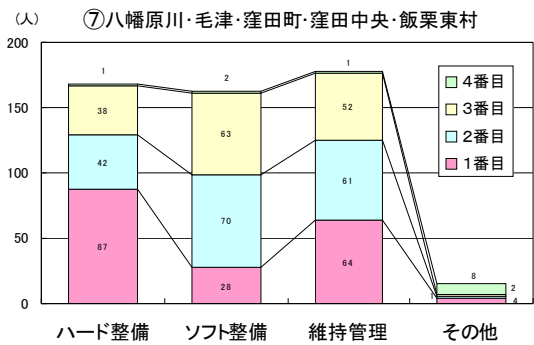 (人)
⑦八幡原川・毛津・窪田町・窪田中央・飯栗東村
200
150
100
50
0
4番目
3番目
2番目
1番目
1
38
42
87
2
63
70
28
1
52
61
64
8
2
1
4
ハード整備
ソフト整備
維持管理
その他